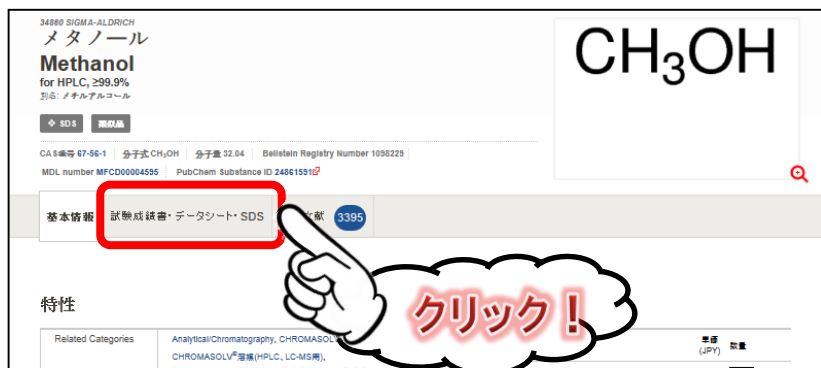 34860 SIGMA-ALDRICH
メタノール
Methanol
for HPLC, ≥99.9%
別名: メチルアルコール
❖ SDS 類似品
CAS番号 67-56-1 分子式 CH₃OH 分子量 32.04 Beilstein Registry Number 1098229
MDL number MFCD00004595 PubChem Substance ID 24861591
CH₃OH
基本情報 試験成績書・データシート・SDS 文献 3395
クリック！
特性
Related Categories Analytical/Chromatography, CHROMASOLV
CHROMASOLV®溶媒(HPLC、LC-MS用),
単価
(JPY) 数量